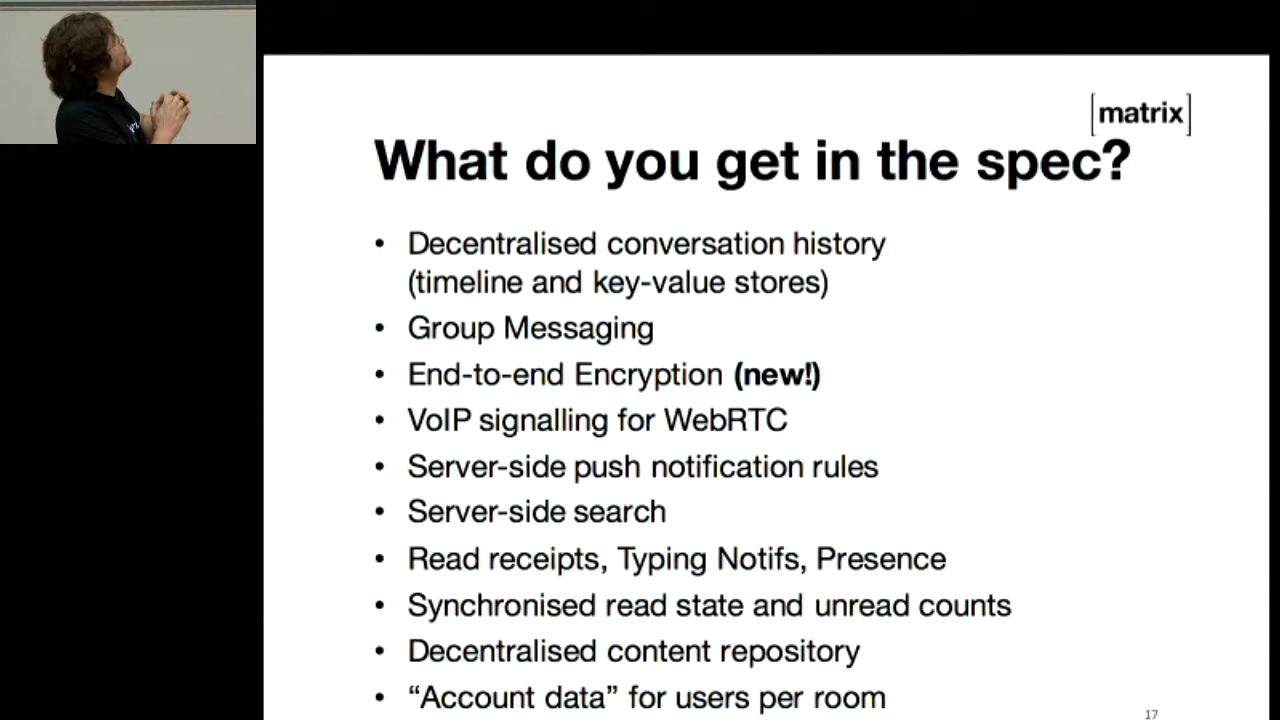 [matrix]
What do you get in the spec?
• Decentralised conversation history
(timeline and key-value stores)
• Group Messaging
• End-to-end Encryption (new!)
• VoIP signalling for WebRTC
• Server-side push notification rules
• Server-side search
• Read receipts, Typing Notifs, Presence
• Synchronised read state and unread counts
• Decentralised content repository
• “Account data” for users per room
17